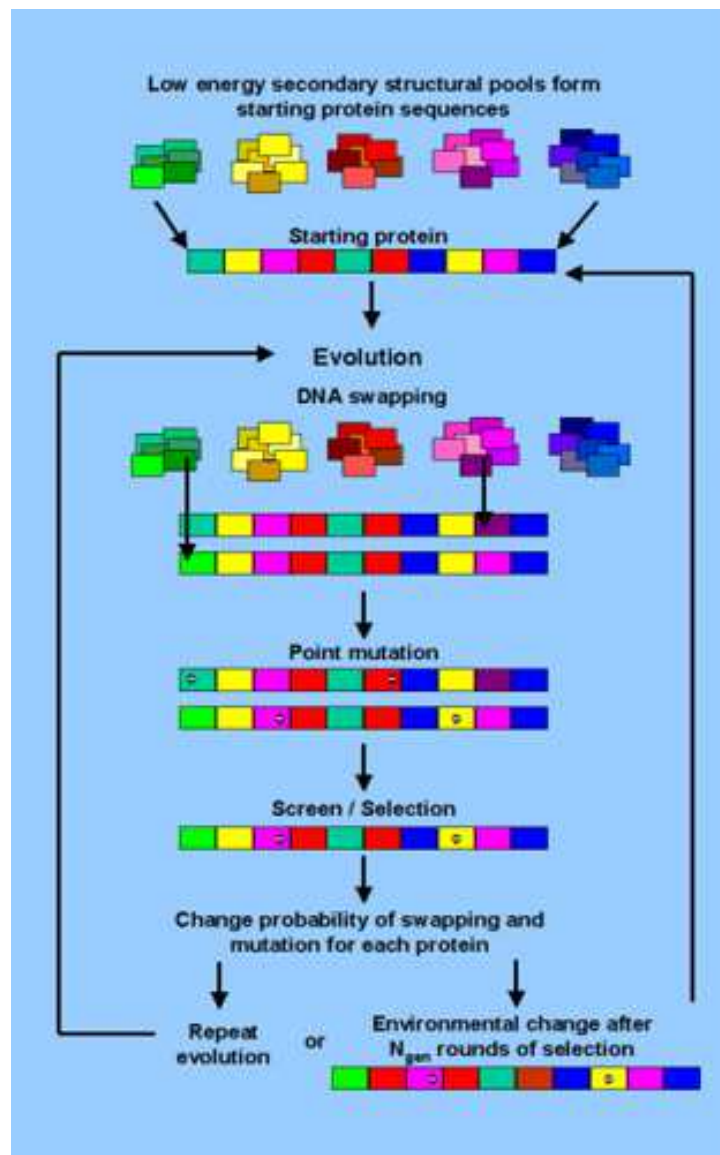 Low energy secondary structural pools form
starting protein sequences
Starting protein
Evolution
DNA swapping
Point mutation
Screen / Selection
Change probability of swapping and
mutation for each protein
Repeat
evolution
or
Environmental change after
N_gen rounds of selection